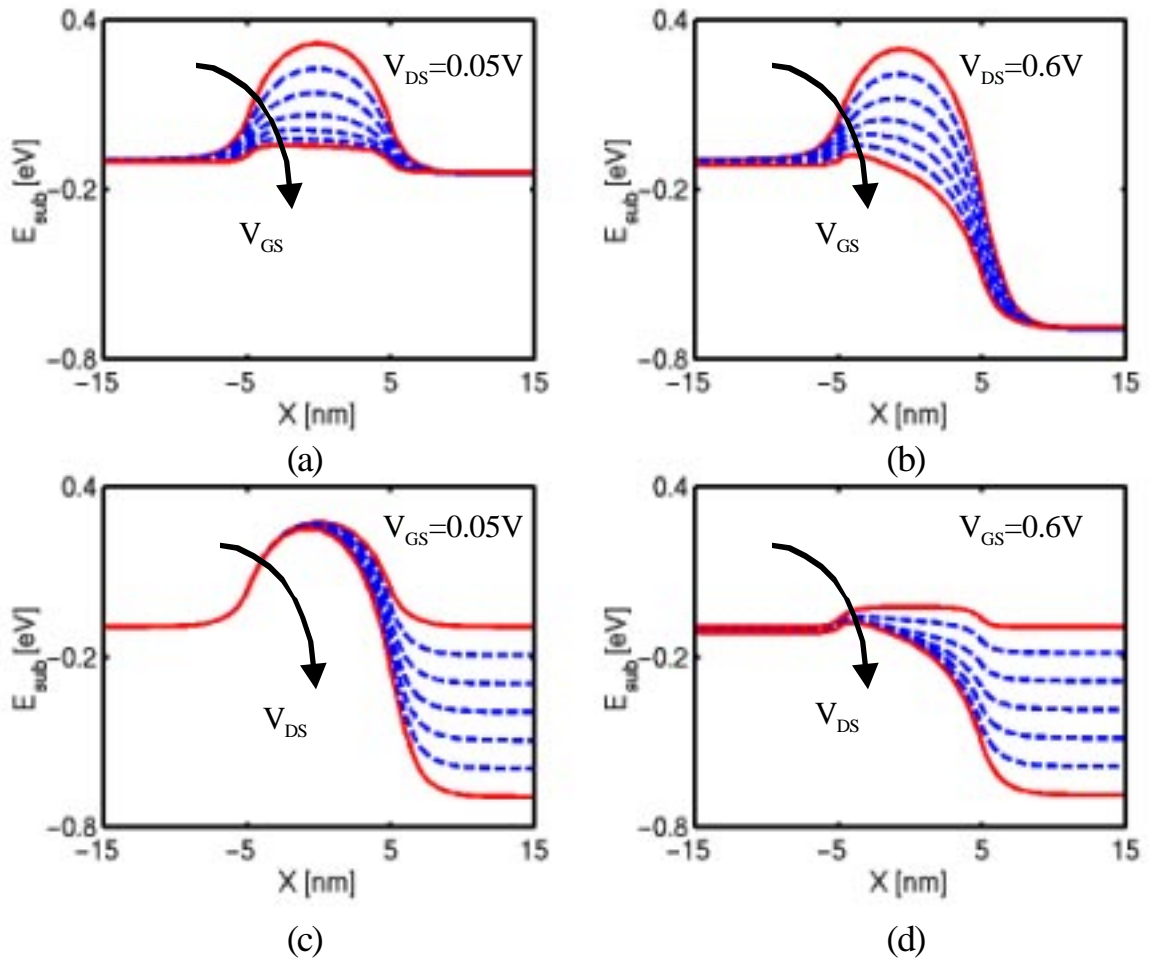 0.4
V_DS=0.05V
E_sub [eV]
−0.2
V_GS
−0.8
−15 −5 5 15
X [nm]
(a)
0.4
V_DS=0.6V
E_sub [eV]
−0.2
V_GS
−0.8
−15 −5 5 15
X [nm]
(b)
0.4
V_GS=0.05V
E_sub [eV]
−0.2
V_DS
−0.8
−15 −5 5 15
X [nm]
(c)
0.4
V_GS=0.6V
E_sub [eV]
−0.2
V_DS
−0.8
−15 −5 5 15
X [nm]
(d)